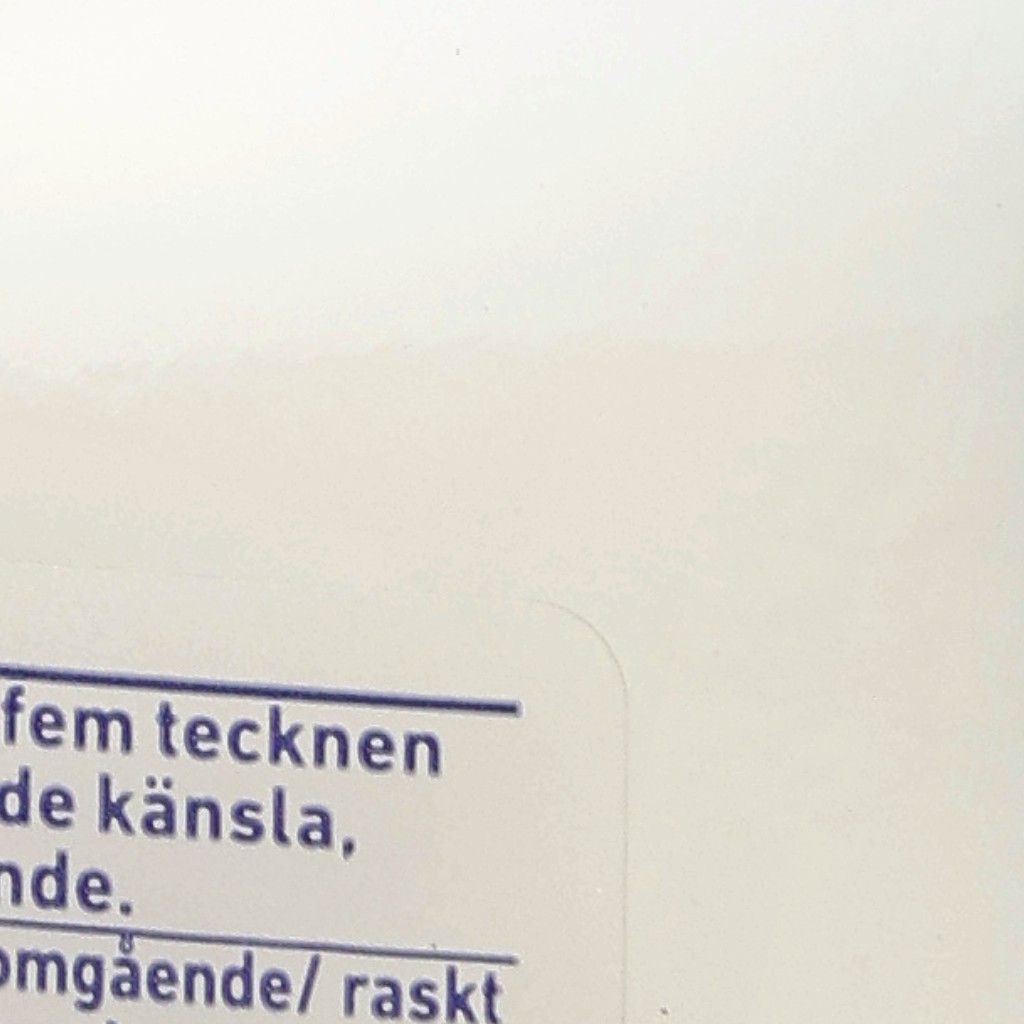 fem tecknen
de känsla,
nde.
omgående/ raskt